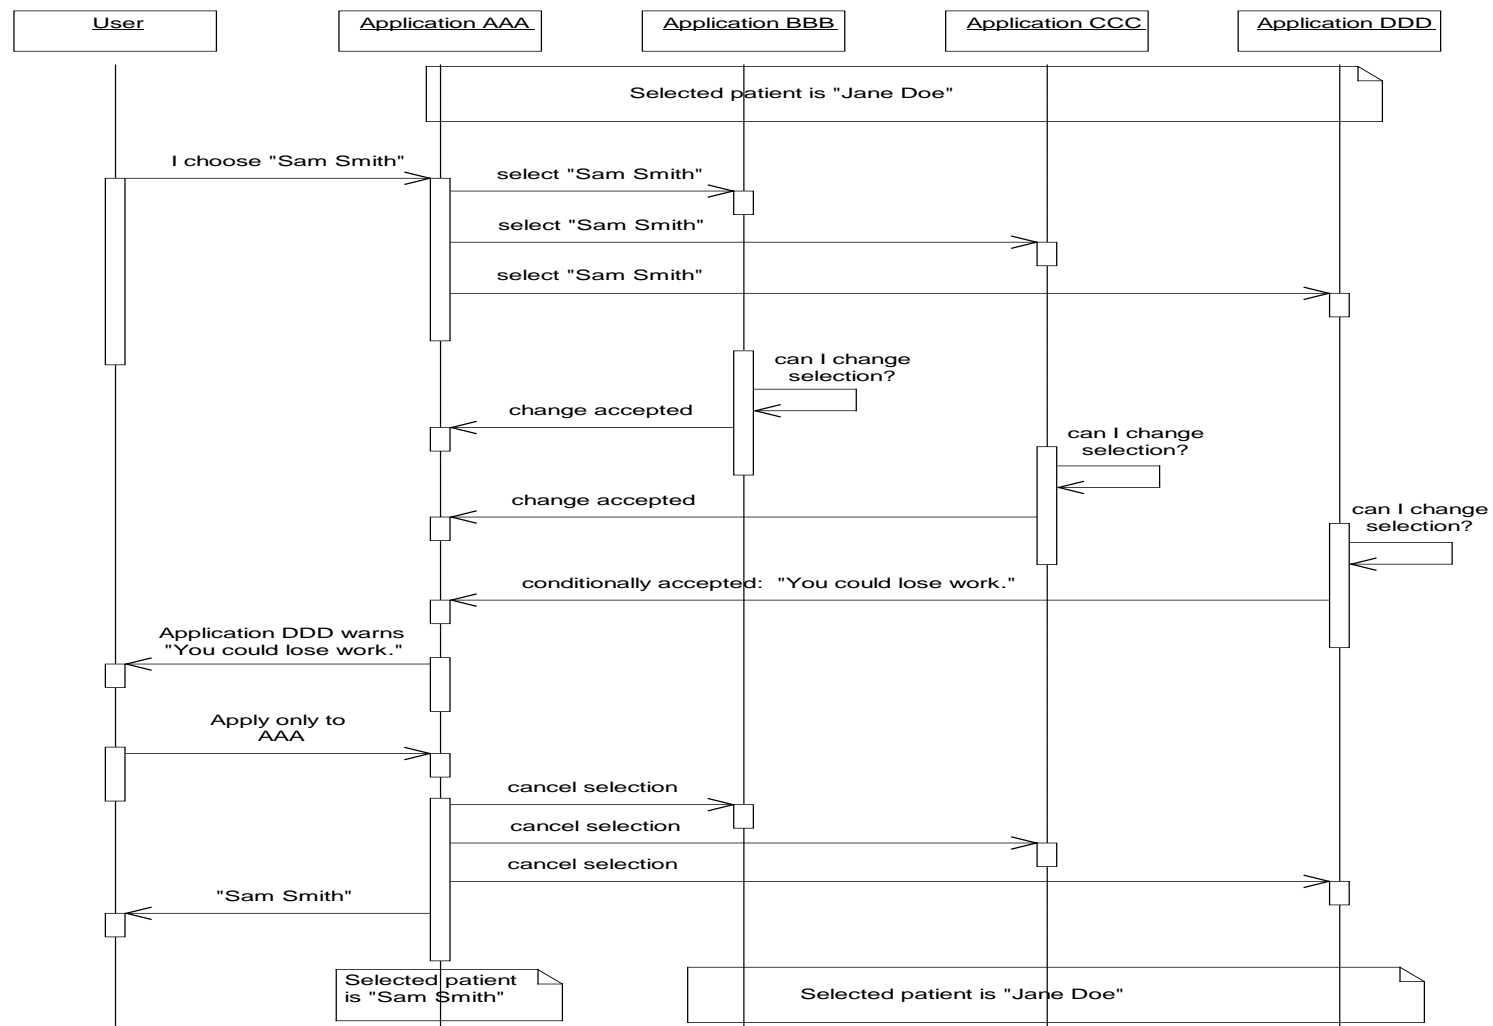 User
Application AAA
Application BBB
Application CCC
Application DDD
Selected patient is "Jane Doe"
I choose "Sam Smith"
select "Sam Smith"
select "Sam Smith"
select "Sam Smith"
can I change
selection?
change accepted
can I change
selection?
change accepted
can I change
selection?
conditionally accepted:  "You could lose work."
Application DDD warns
"You could lose work."
Apply only to
AAA
cancel selection
cancel selection
cancel selection
"Sam Smith"
Selected patient
is "Sam Smith"
Selected patient is "Jane Doe"